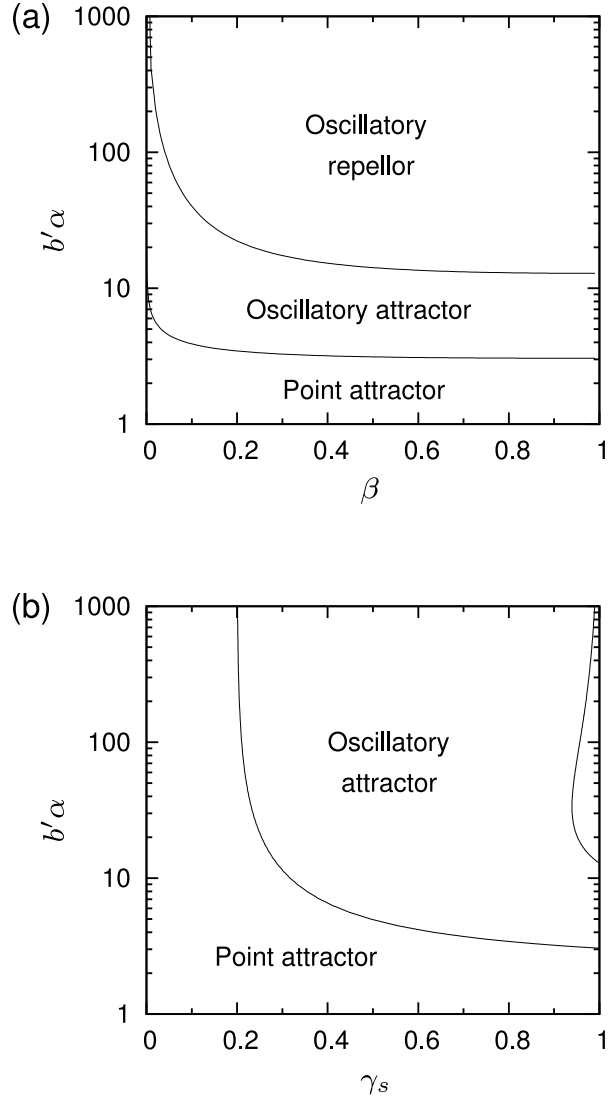 (a)
1000
100
10
1
b′α
Oscillatory
repellor
Oscillatory attractor
Point attractor
0 0.2 0.4 0.6 0.8 1
β
(b)
1000
100
10
1
b′α
Oscillatory
attractor
Point attractor
0 0.2 0.4 0.6 0.8 1
γs